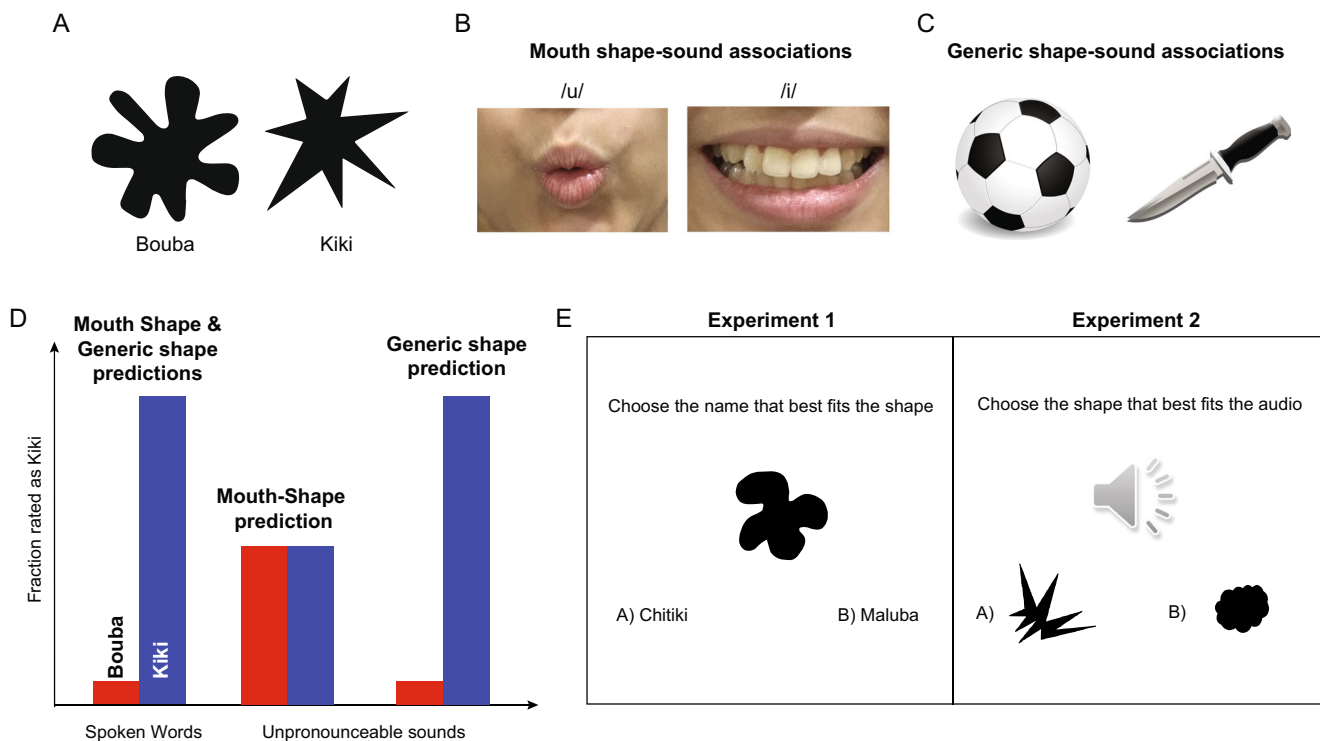 A
Bouba
Kiki
B
Mouth shape-sound associations
/u/
/i/
C
Generic shape-sound associations
D
Mouth Shape &
Generic shape
predictions
Mouth-Shape
prediction
Generic shape
prediction
Fraction rated as Kiki
Bouba
Kiki
Spoken Words
Unpronounceable sounds
E
Experiment 1
Choose the name that best fits the shape
A) Chitiki
B) Maluba
Experiment 2
Choose the shape that best fits the audio
A)
B)